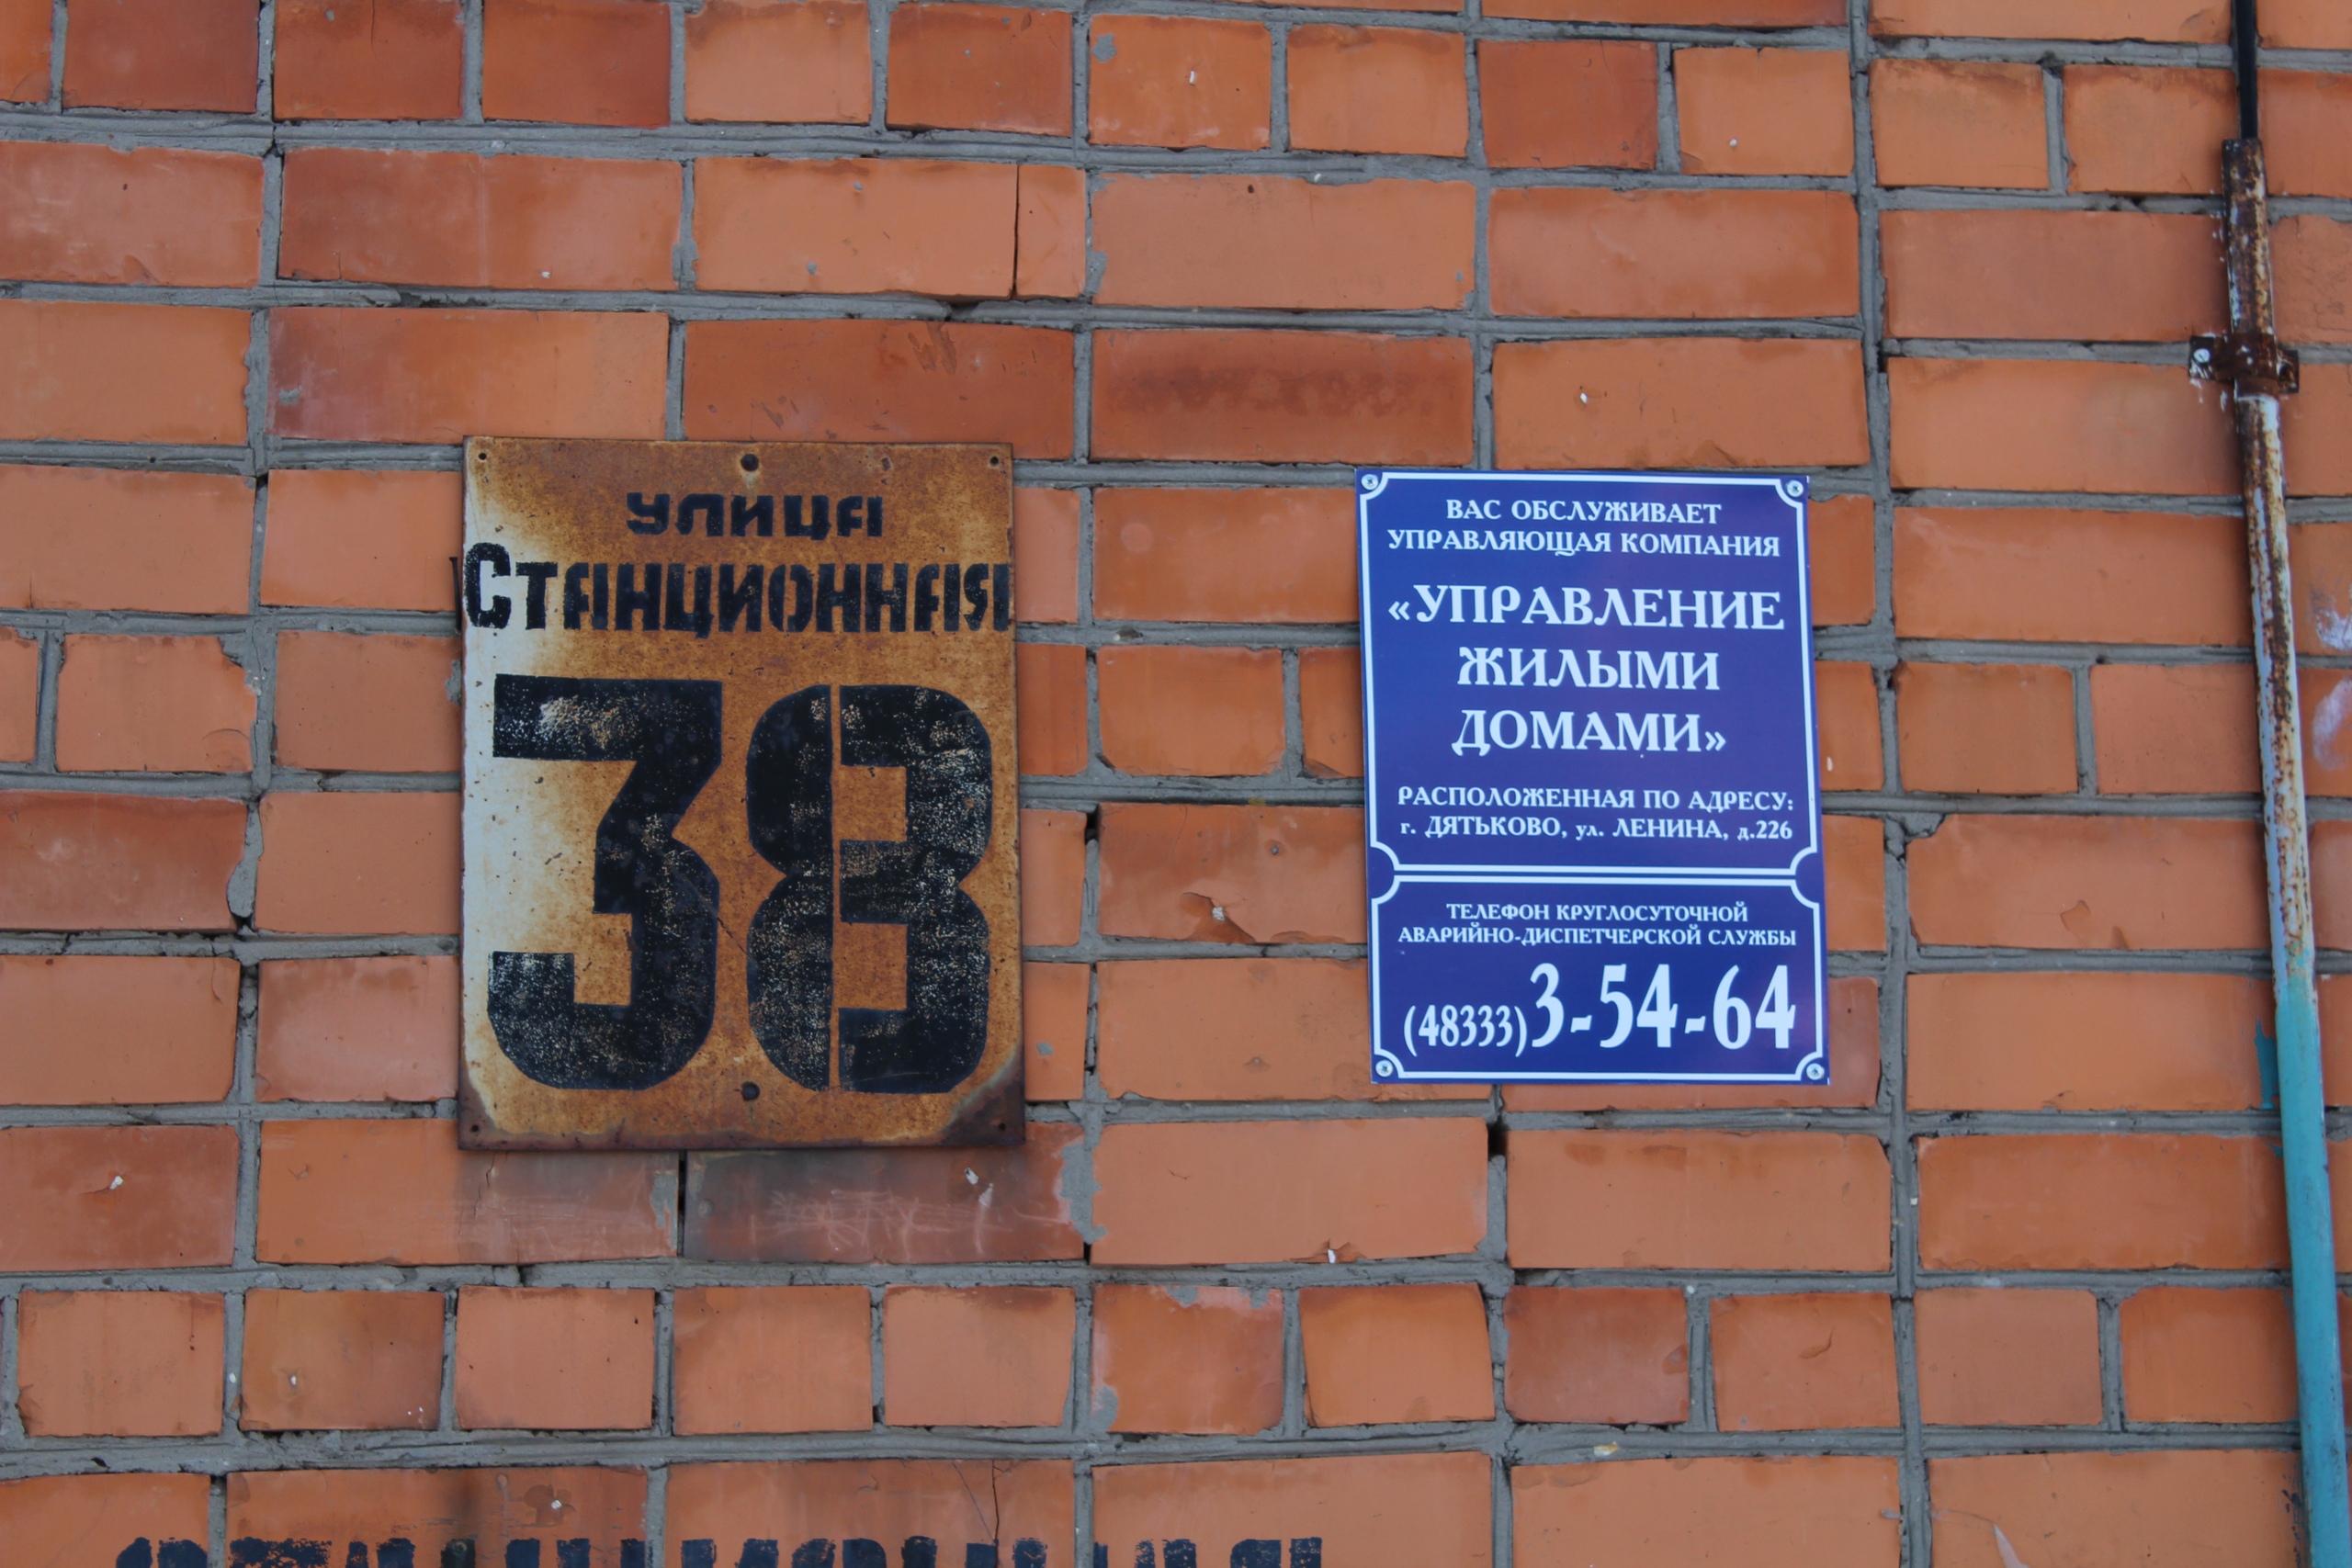 УЛИЦА
СТАНЦИОННАЯ
38
ВАС ОБСЛУЖИВАЕТ
УПРАВЛЯЮЩАЯ КОМПАНИЯ
«УПРАВЛЕНИЕ
ЖИЛЫМИ
ДОМАМИ»
РАСПОЛОЖЕННАЯ ПО АДРЕСУ:
г. ДЯТЬКОВО, ул. ЛЕНИНА, д.226
ТЕЛЕФОН КРУГЛОСУТОЧНОЙ
АВАРИЙНО-ДИСПЕТЧЕРСКОЙ СЛУЖБЫ
(48333)3-54-64